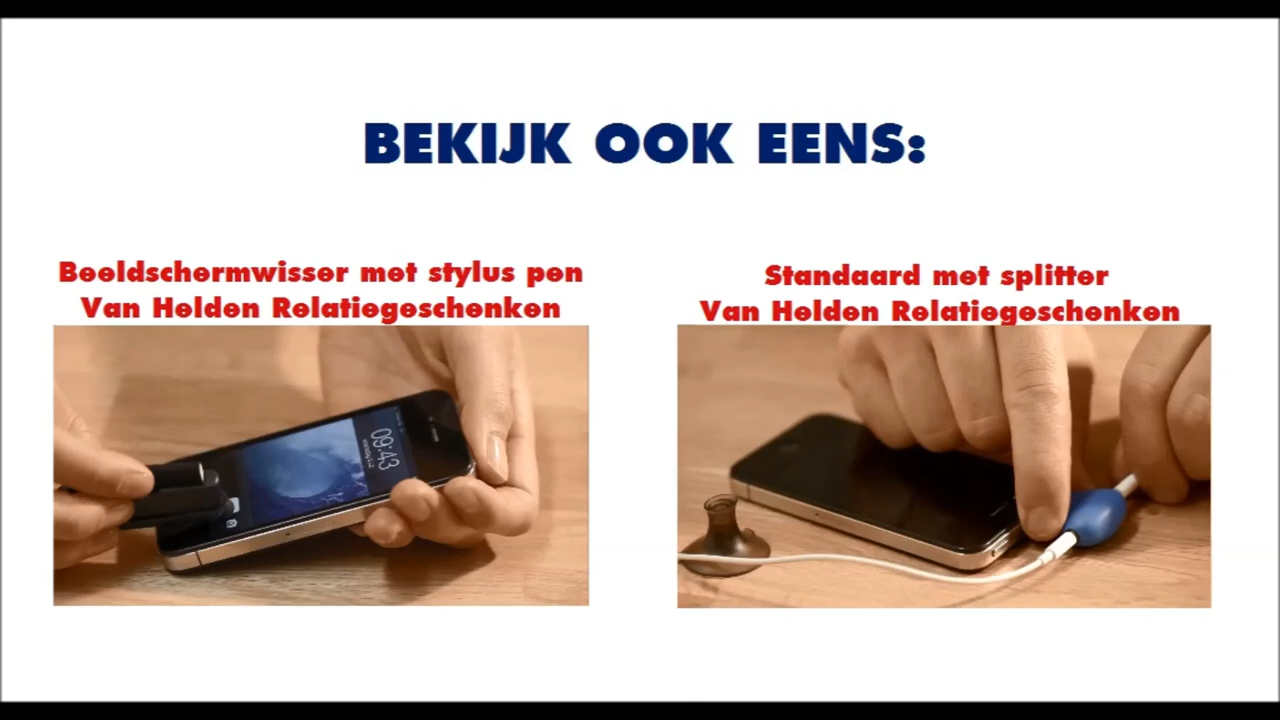 BEKIJK OOK EENS:
Beeldschermwisser met stylus pen
Van Helden Relatiegeschenken
Standaard met splitter
Van Helden Relatiegeschenken
09:43